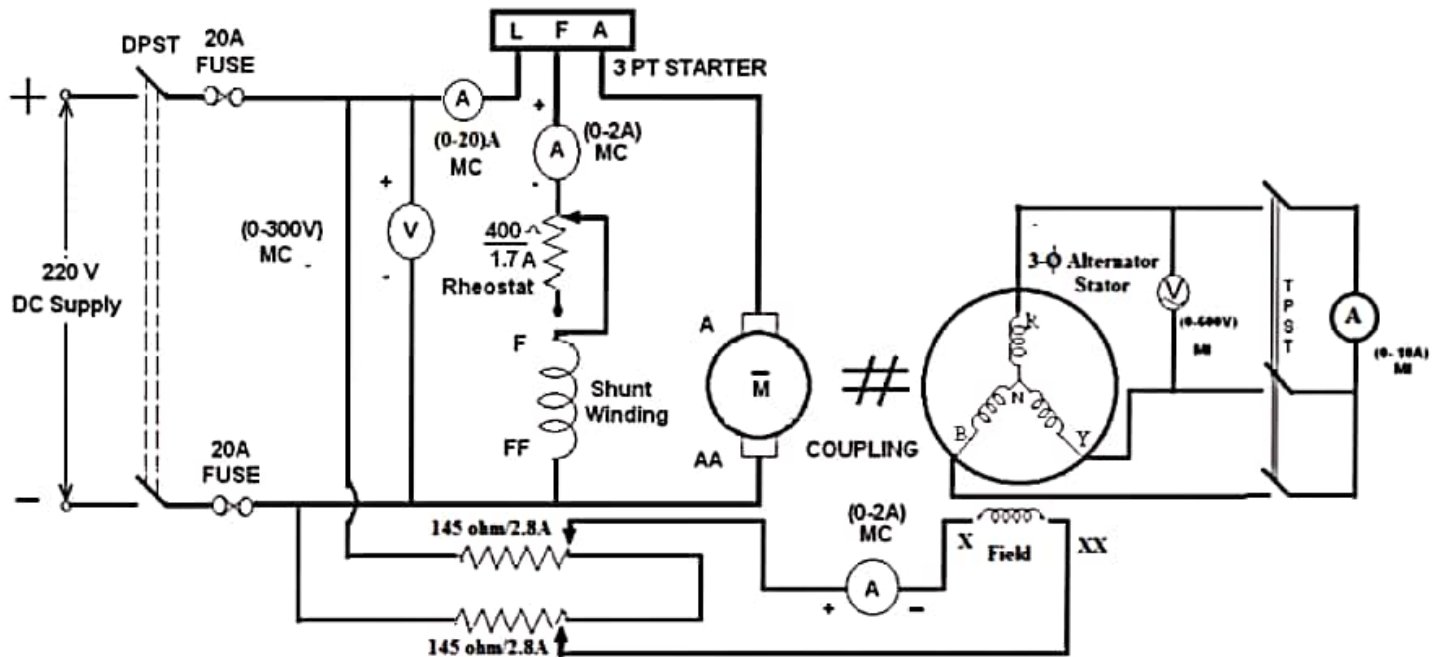 L F A
3 PT STARTER
DPST
20A
FUSE
+
A
(0-20)A
MC
+
A
-
(0-2A)
MC
220 V
DC Supply
(0-300V)
MC
+
V
-
400
1.7 A
Rheostat
F
Shunt
Winding
FF
A
M
AA
COUPLING
3-ϕ Alternator
Stator
R
N
B
Y
V
(0-600V)
MI
TPST
A
(0-10A)
MI
-
20A
FUSE
145 ohm/2.8A
145 ohm/2.8A
(0-2A)
MC
A
+
-
X
Field
XX